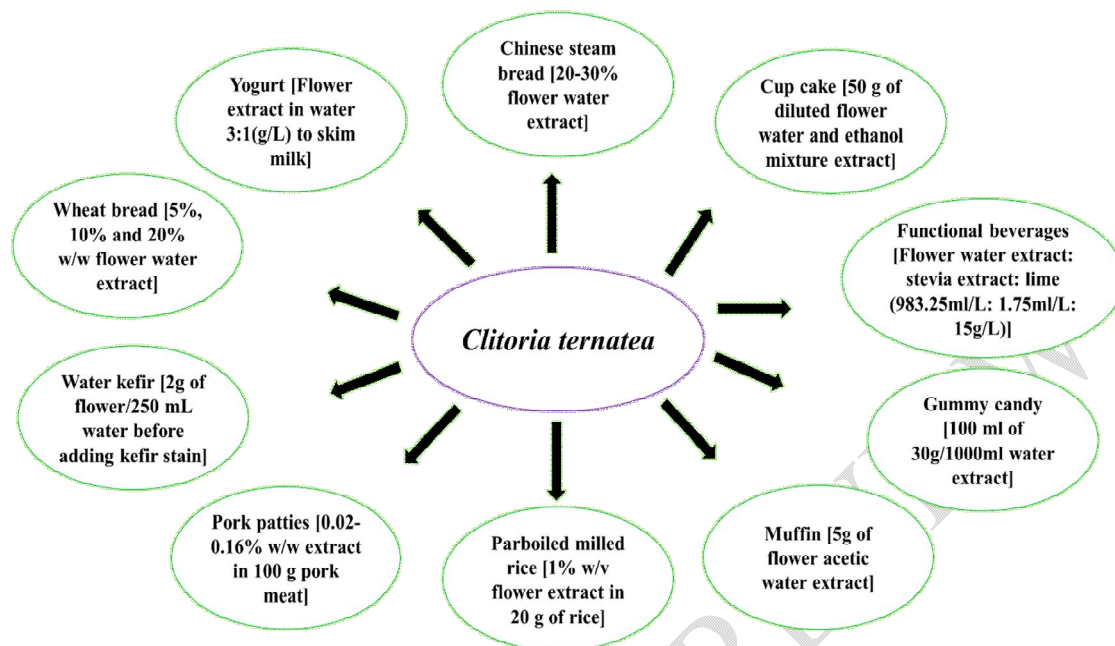 Chinese steam
bread [20-30%
flower water
extract]
Cup cake [50 g of
diluted flower
water and ethanol
mixture extract]
Functional beverages
[Flower water extract:
stevia extract: lime
(983.25ml/L: 1.75ml/L:
15g/L)]
Gummy candy
[100 ml of
30g/1000ml water
extract]
Muffin [5g of
flower acetic
water extract]
Parboiled milled
rice [1% w/v
flower extract in
20 g of rice]
Pork patties [0.02-
0.16% w/w extract
in 100 g pork
meat]
Water kefir [2g of
flower/250 mL
water before
adding kefir stain]
Wheat bread [5%,
10% and 20%
w/w flower water
extract]
Yogurt [Flower
extract in water
3:1(g/L) to skim
milk]
Clitoria ternatea